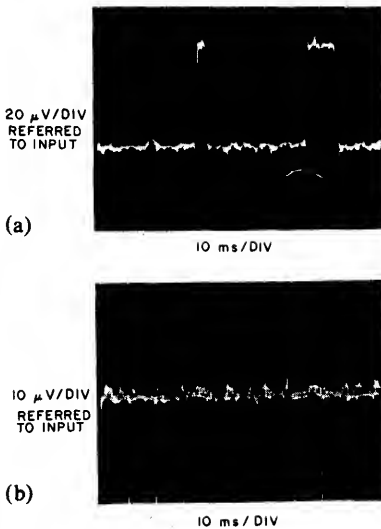 20 μV/DIV
REFERRED
TO INPUT
(a)
10 ms/DIV
10 μV/DIV
REFERRED
TO INPUT
(b)
10 ms/DIV